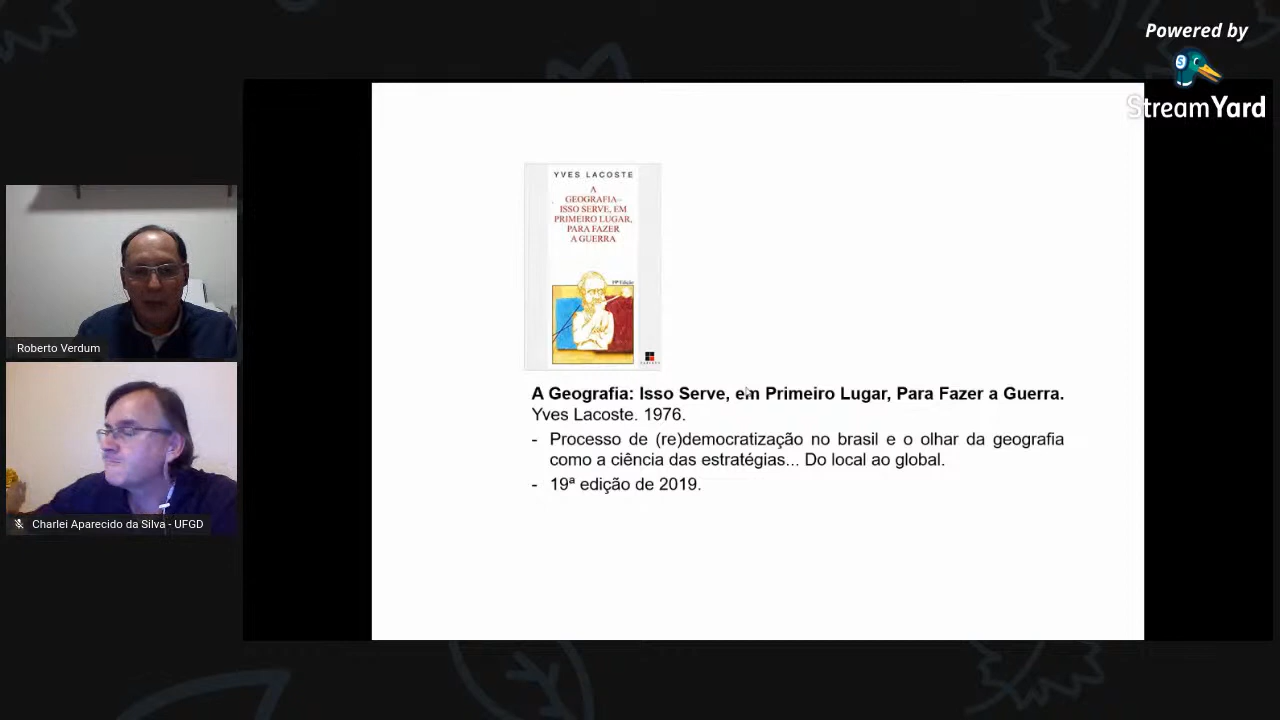 Powered by
StreamYard
YVES LACOSTE
A
GEOGRAFIA-
ISSO SERVE, EM
PRIMEIRO LUGAR,
PARA FAZER
A GUERRA
19ª Edição
Roberto Verdum
Charlei Aparecido da Silva - UFGD
A Geografia: Isso Serve, em Primeiro Lugar, Para Fazer a Guerra.
Yves Lacoste. 1976.
- Processo de (re)democratização no brasil e o olhar da geografia
como a ciência das estratégias... Do local ao global.
- 19ª edição de 2019.